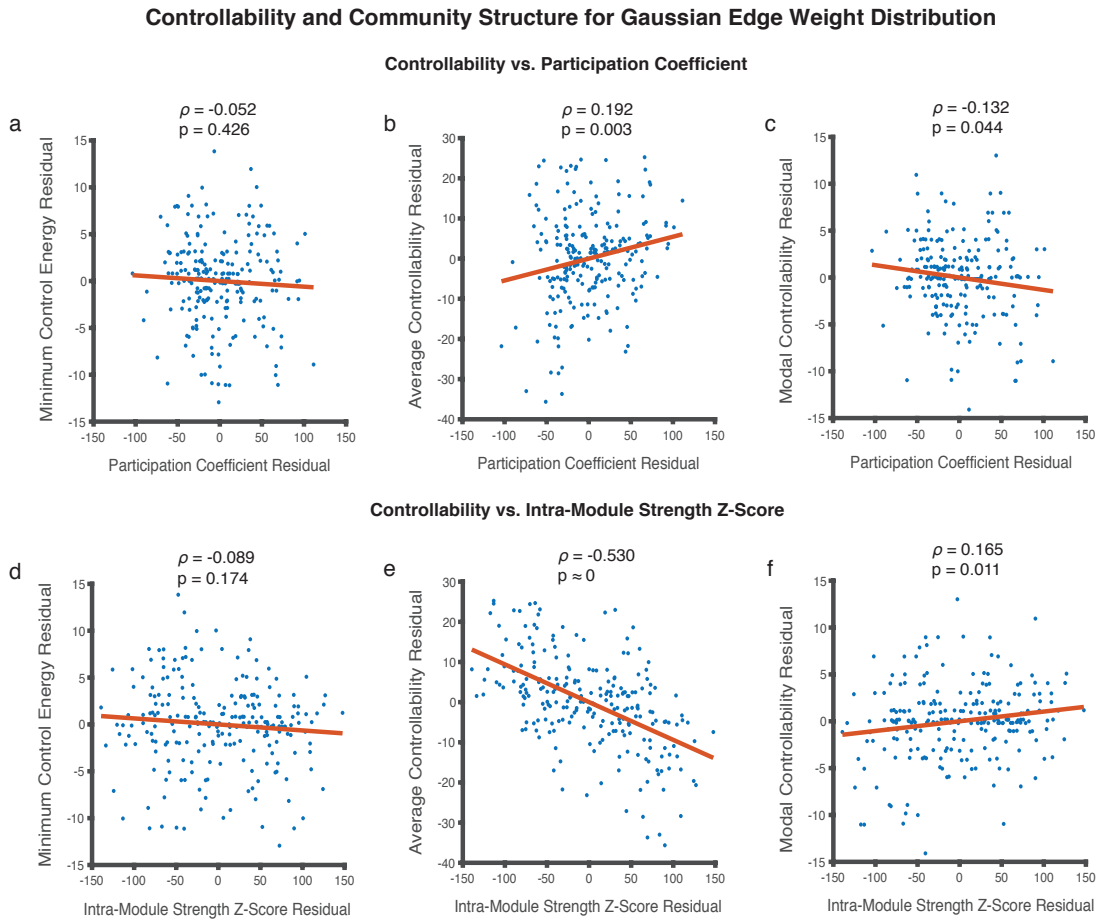 Controllability and Community Structure for Gaussian Edge Weight Distribution
Controllability vs. Participation Coefficient
a
ρ = -0.052
p = 0.426
Minimum Control Energy Residual
15
10
5
0
-5
-10
-15
-150 -100 -50 0 50 100 150
Participation Coefficient Residual
b
ρ = 0.192
p = 0.003
Average Controllability Residual
30
20
10
0
-10
-20
-30
-40
-150 -100 -50 0 50 100 150
Participation Coefficient Residual
c
ρ = -0.132
p = 0.044
Modal Controllability Residual
15
10
5
0
-5
-10
-15
-150 -100 -50 0 50 100 150
Participation Coefficient Residual
Controllability vs. Intra-Module Strength Z-Score
d
ρ = -0.089
p = 0.174
Minimum Control Energy Residual
15
10
5
0
-5
-10
-15
-150 -100 -50 0 50 100 150
Intra-Module Strength Z-Score Residual
e
ρ = -0.530
p ≈ 0
Average Controllability Residual
30
20
10
0
-10
-20
-30
-40
-150 -100 -50 0 50 100 150
Intra-Module Strength Z-Score Residual
f
ρ = 0.165
p = 0.011
Modal Controllability Residual
15
10
5
0
-5
-10
-15
-150 -100 -50 0 50 100 150
Intra-Module Strength Z-Score Residual